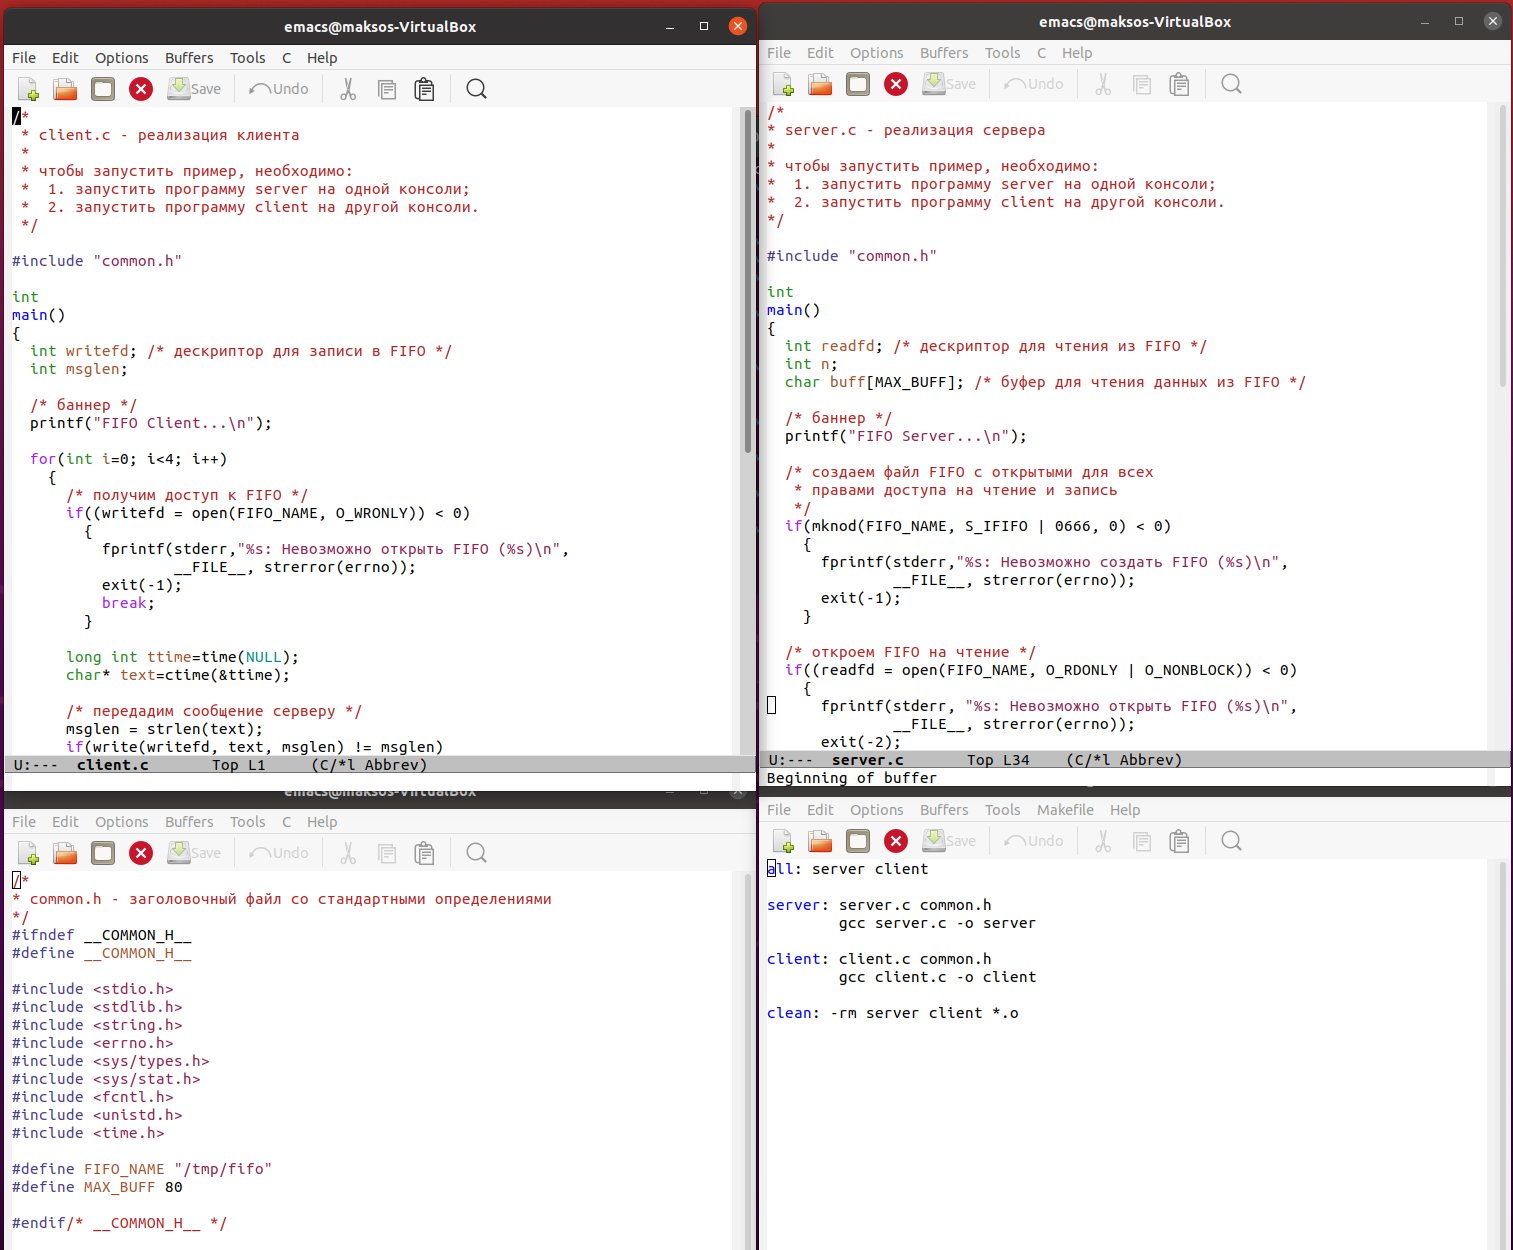 emacs@maksos-VirtualBox
File Edit Options Buffers Tools C Help
Save Undo
/*
 * client.c - реализация клиента
 *
 * чтобы запустить пример, необходимо:
 *  1. запустить программу server на одной консоли;
 *  2. запустить программу client на другой консоли.
 */

#include "common.h"

int
main()
{
  int writefd; /* дескриптор для записи в FIFO */
  int msglen;

  /* баннер */
  printf("FIFO Client...\n");

  for(int i=0; i<4; i++)
    {
      /* получим доступ к FIFO */
      if((writefd = open(FIFO_NAME, O_WRONLY)) < 0)
        {
          fprintf(stderr,"%s: Невозможно открыть FIFO (%s)\n",
                  __FILE__, strerror(errno));
          exit(-1);
          break;
        }

      long int ttime=time(NULL);
      char* text=ctime(&ttime);

      /* передадим сообщение серверу */
      msglen = strlen(text);
      if(write(writefd, text, msglen) != msglen)
U:---  client.c       Top L1     (C/*l Abbrev)
emacs@maksos-VirtualBox
File Edit Options Buffers Tools C Help
Save Undo
/*
* server.c - реализация сервера
*
* чтобы запустить пример, необходимо:
*  1. запустить программу server на одной консоли;
*  2. запустить программу client на другой консоли.
*/

#include "common.h"

int
main()
{
  int readfd; /* дескриптор для чтения из FIFO */
  int n;
  char buff[MAX_BUFF]; /* буфер для чтения данных из FIFO */

  /* баннер */
  printf("FIFO Server...\n");

  /* создаем файл FIFO с открытыми для всех
   * правами доступа на чтение и запись
   */
  if(mknod(FIFO_NAME, S_IFIFO | 0666, 0) < 0)
    {
      fprintf(stderr,"%s: Невозможно создать FIFO (%s)\n",
              __FILE__, strerror(errno));
      exit(-1);
    }

  /* откроем FIFO на чтение */
  if((readfd = open(FIFO_NAME, O_RDONLY | O_NONBLOCK)) < 0)
    {
      fprintf(stderr, "%s: Невозможно открыть FIFO (%s)\n",
              __FILE__, strerror(errno));
      exit(-2);
U:---  server.c       Top L34    (C/*l Abbrev)
Beginning of buffer
emacs@maksos-VirtualBox
File Edit Options Buffers Tools C Help
Save Undo
/*
* common.h - заголовочный файл со стандартными определениями
*/
#ifndef __COMMON_H__
#define __COMMON_H__

#include <stdio.h>
#include <stdlib.h>
#include <string.h>
#include <errno.h>
#include <sys/types.h>
#include <sys/stat.h>
#include <fcntl.h>
#include <unistd.h>
#include <time.h>

#define FIFO_NAME "/tmp/fifo"
#define MAX_BUFF 80

#endif/* __COMMON_H__ */
File Edit Options Buffers Tools Makefile Help
Save Undo
all: server client

server: server.c common.h
        gcc server.c -o server

client: client.c common.h
        gcc client.c -o client

clean: -rm server client *.o